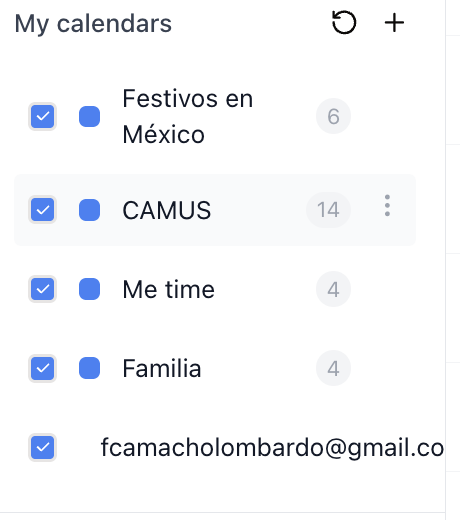 My calendars
Festivos en
México
6
CAMUS
14
Me time
4
Familia
4
fcamacholombardo@gmail.co